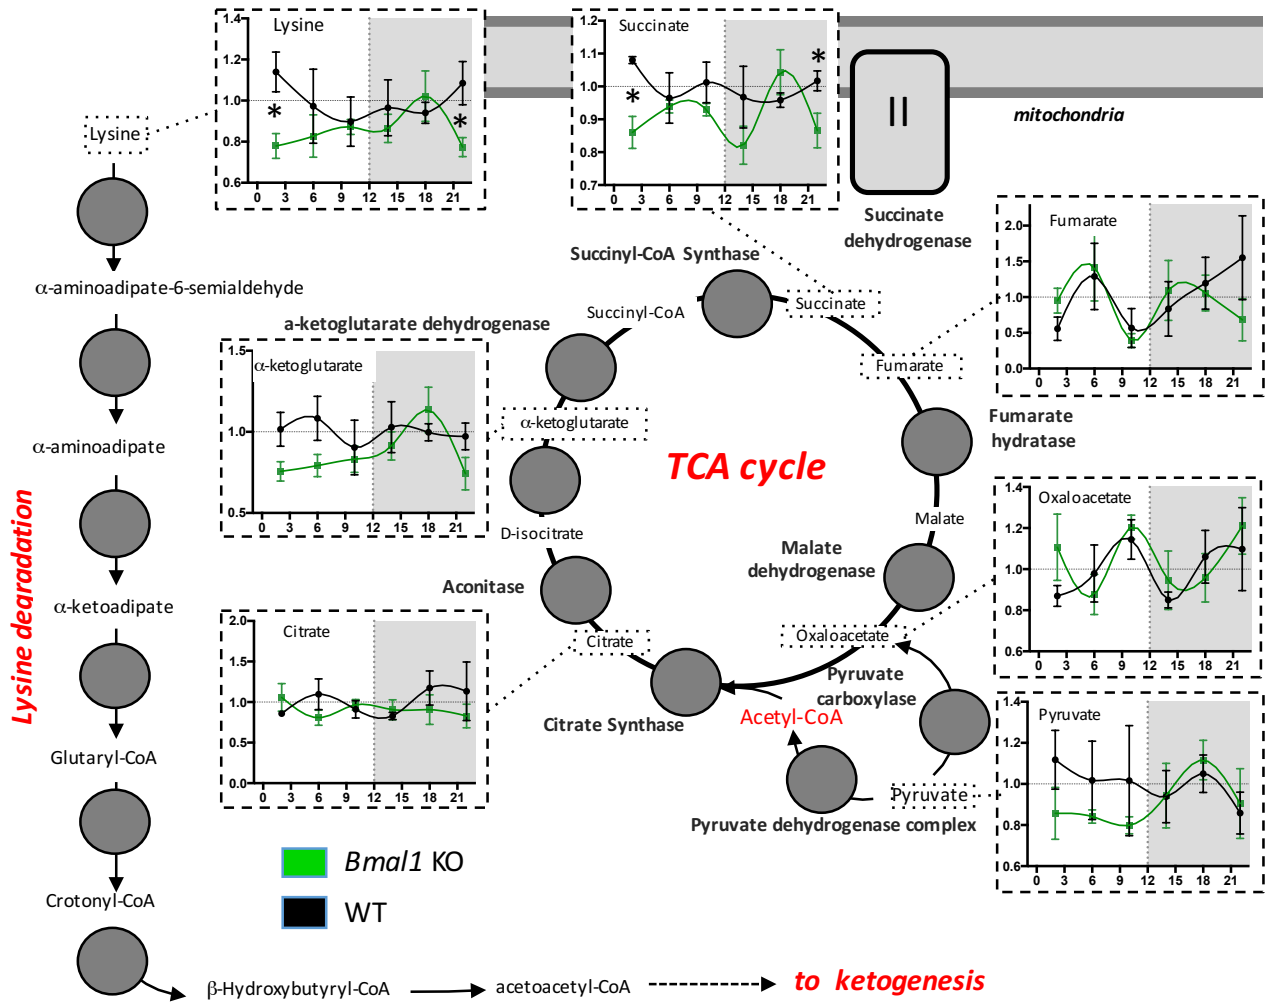 Lysine
1.4
1.2
1.0
0.8
0.6
0 3 6 9 12 15 18 21
*
*
Succinate
1.2
1.1
1.0
0.9
0.8
0.7
0 3 6 9 12 15 18 21
*
*
II
mitochondria
Succinate
dehydrogenase
Lysine
α-aminoadipate-6-semialdehyde
α-aminoadipate
α-ketoadipate
Glutaryl-CoA
Crotonyl-CoA
β-Hydroxybutyryl-CoA
acetoacetyl-CoA
to ketogenesis
Lysine degradation
Succinyl-CoA Synthase
Succinyl-CoA
Succinate
Fumarate
a-ketoglutarate dehydrogenase
α-ketoglutarate
1.5
1.0
0.5
0 3 6 9 12 15 18 21
α-ketoglutarate
TCA cycle
Fumarate
2.0
1.5
1.0
0.5
0.0
0 3 6 9 12 15 18 21
Fumarate
hydratase
D-isocitrate
Malate
Malate
dehydrogenase
Aconitase
Oxaloacetate
1.4
1.2
1.0
0.8
0.6
0 3 6 9 12 15 18 21
Citrate
2.0
1.5
1.0
0.5
0.0
0 3 6 9 12 15 18 21
Citrate
Oxaloacetate
Citrate Synthase
Pyruvate
carboxylase
Acetyl-CoA
Pyruvate
Pyruvate dehydrogenase complex
Pyruvate
1.4
1.2
1.0
0.8
0.6
0 3 6 9 12 15 18 21
Bmal1 KO
WT